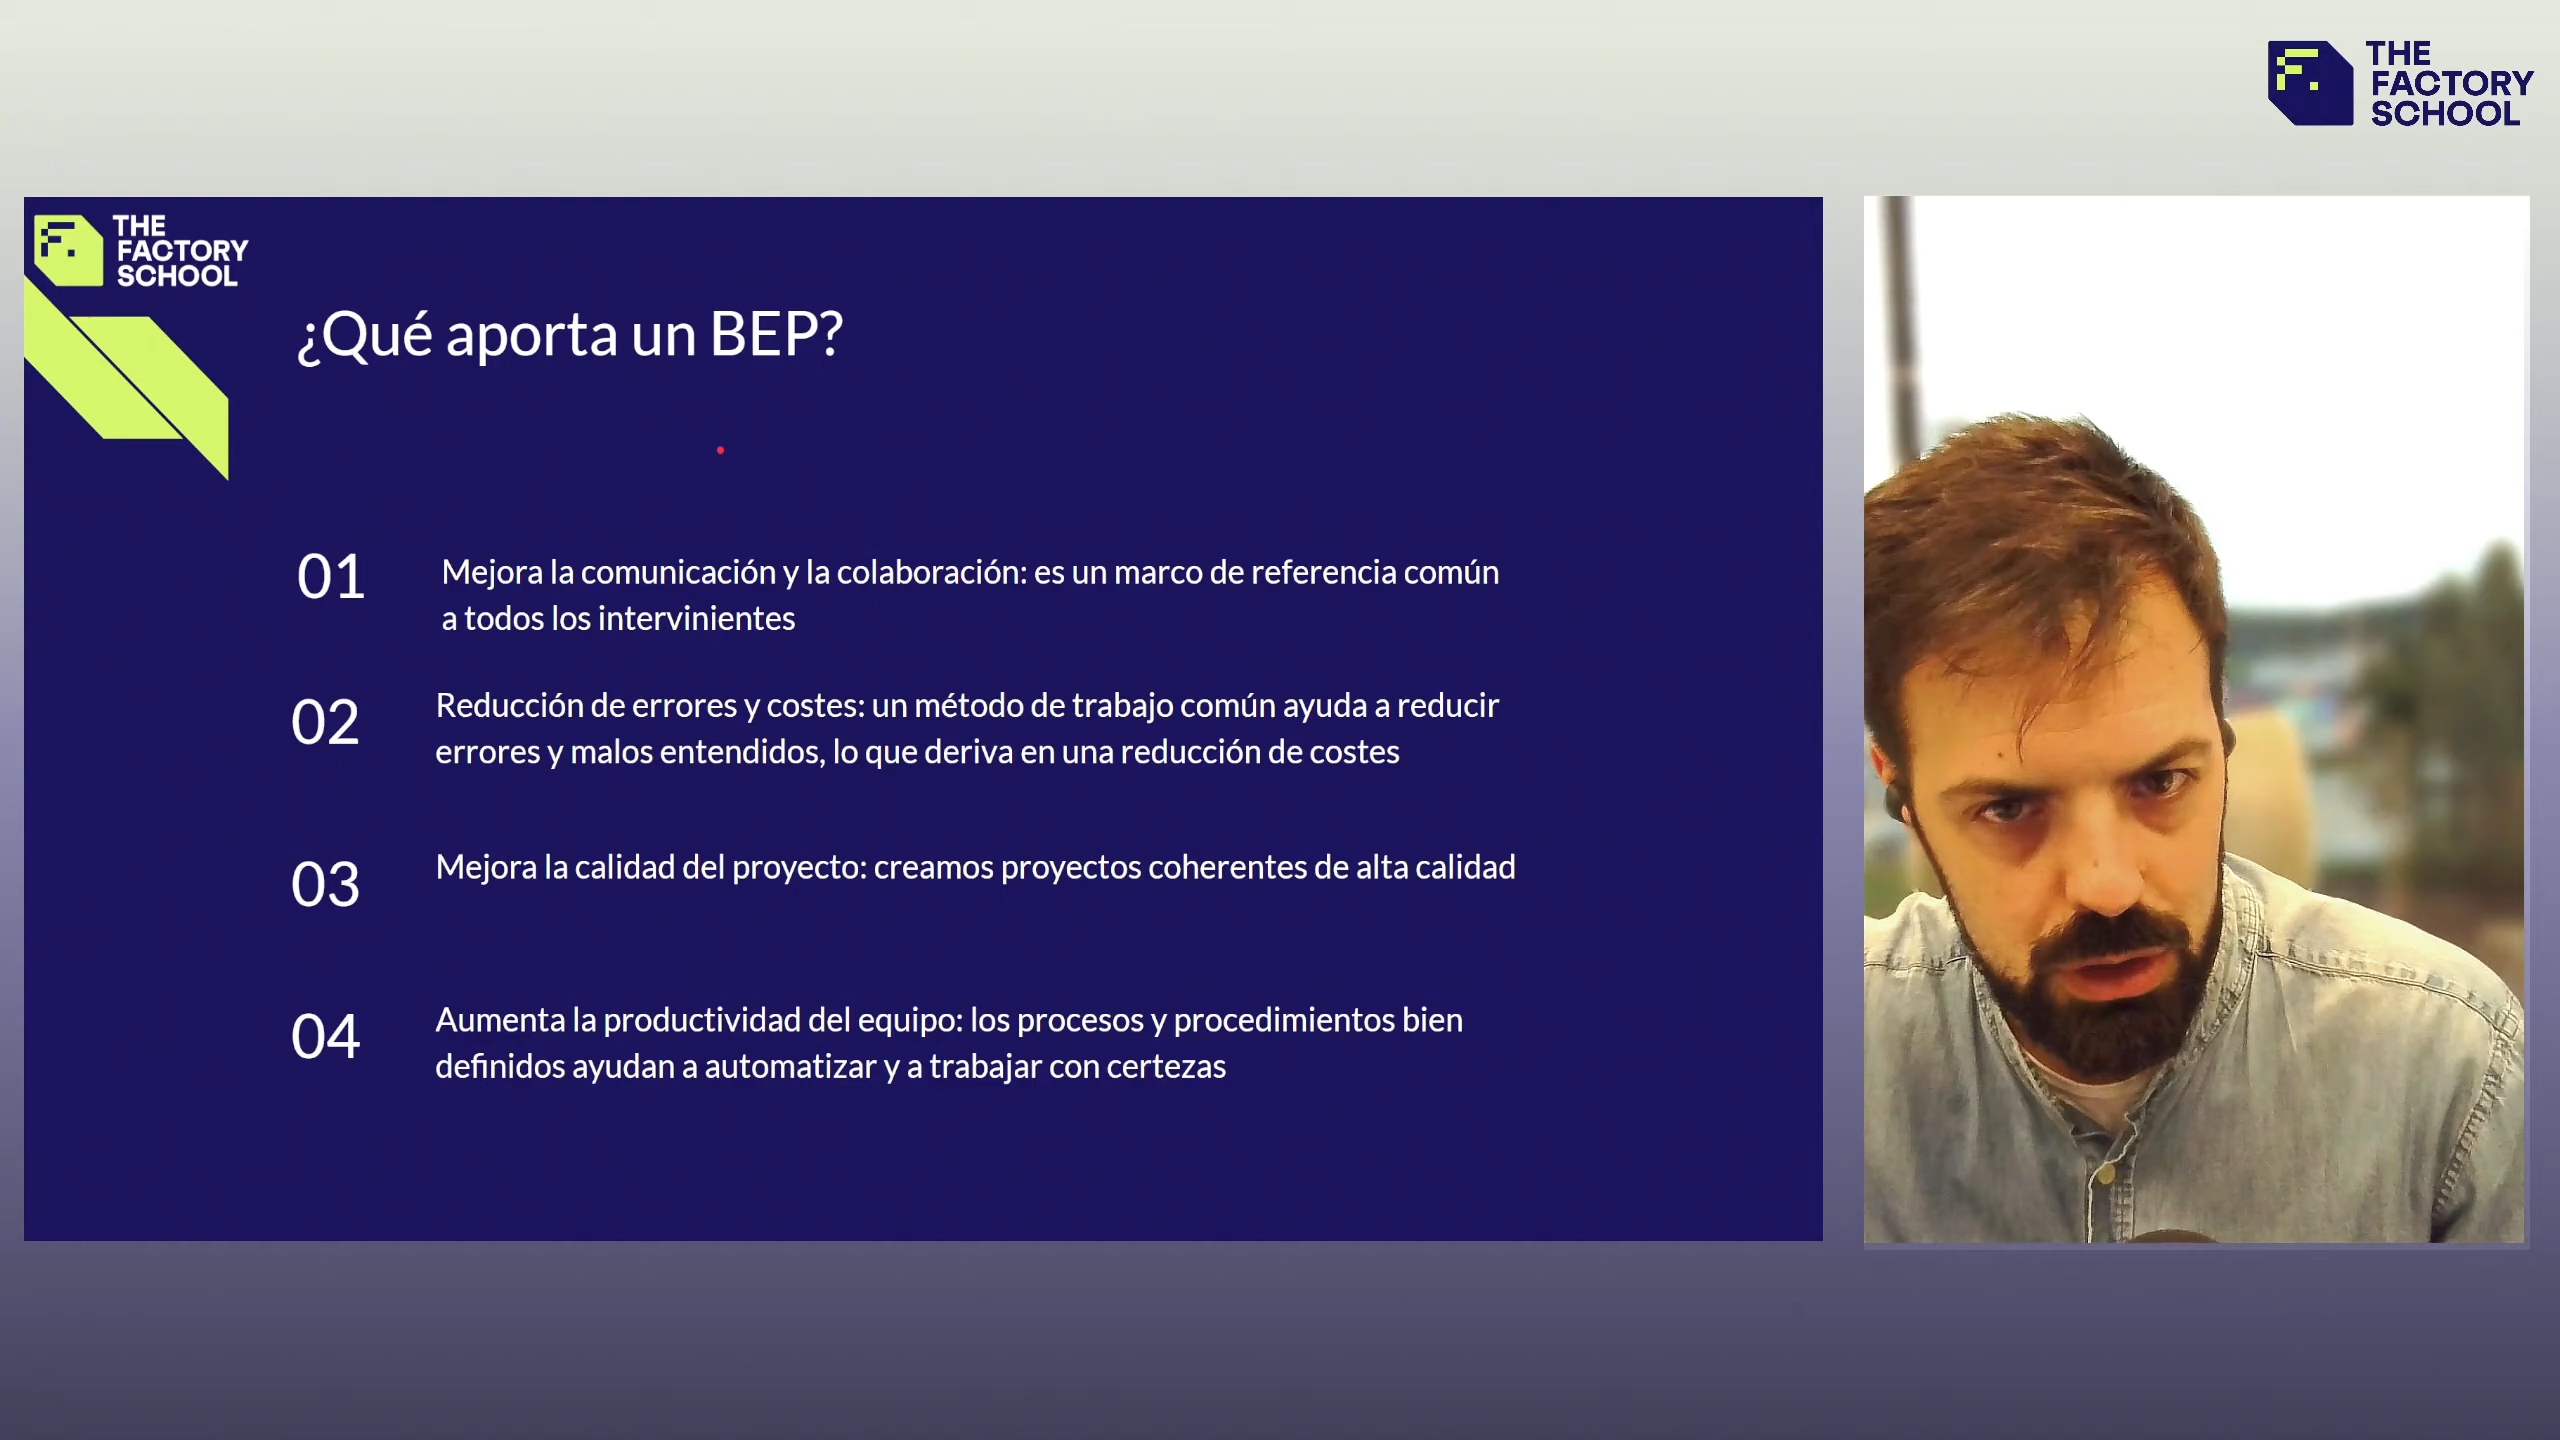 THE
FACTORY
SCHOOL
THE
FACTORY
SCHOOL
¿Qué aporta un BEP?
01
Mejora la comunicación y la colaboración: es un marco de referencia común
a todos los intervinientes
02
Reducción de errores y costes: un método de trabajo común ayuda a reducir
errores y malos entendidos, lo que deriva en una reducción de costes
03
Mejora la calidad del proyecto: creamos proyectos coherentes de alta calidad
04
Aumenta la productividad del equipo: los procesos y procedimientos bien
definidos ayudan a automatizar y a trabajar con certezas